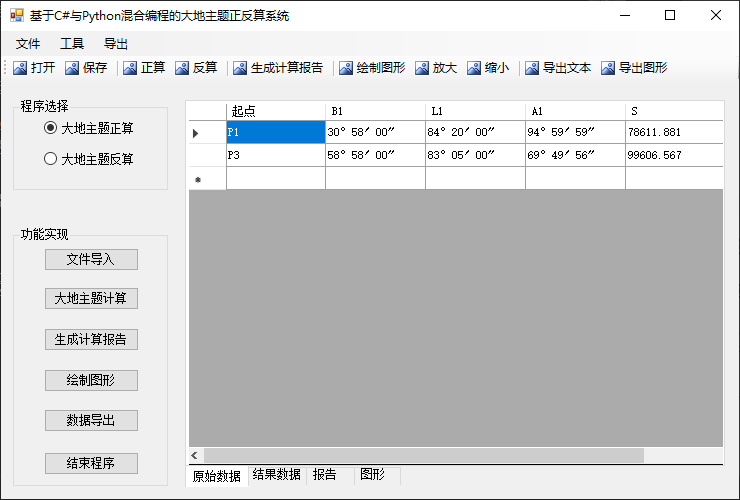 基于C#与Python混合编程的大地主题正反算系统
文件 工具 导出
打开 保存 正算 反算 生成计算报告 绘制图形 放大 缩小 导出文本 导出图形
程序选择
大地主题正算
大地主题反算
功能实现
文件导入
大地主题计算
生成计算报告
绘制图形
数据导出
结束程序
起点 B1 L1 A1 S
P1 30° 58′ 00″ 84° 20′ 00″ 94° 59′ 59″ 78611.881
P3 58° 58′ 00″ 83° 05′ 00″ 69° 49′ 56″ 99606.567
原始数据 结果数据 报告 图形